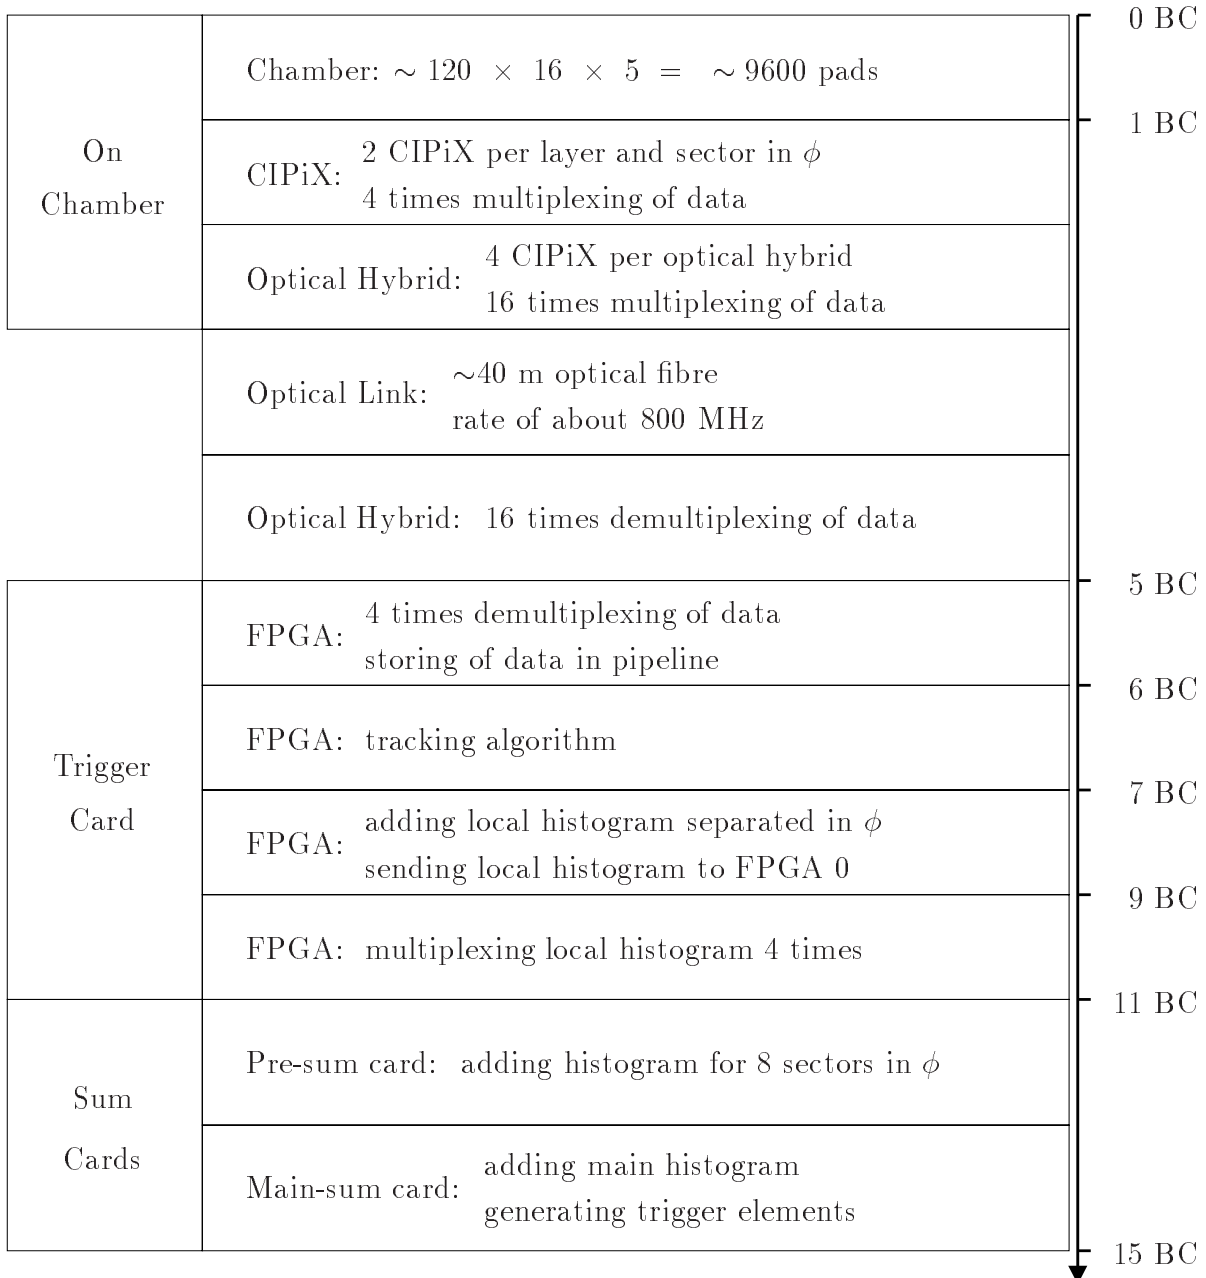 0 BC
Chamber: ∼ 120 × 16 × 5 = ∼ 9600 pads
1 BC
On
Chamber
CIPiX:
2 CIPiX per layer and sector in ϕ
4 times multiplexing of data
Optical Hybrid:
4 CIPiX per optical hybrid
16 times multiplexing of data
Optical Link:
∼40 m optical fibre
rate of about 800 MHz
Optical Hybrid: 16 times demultiplexing of data
5 BC
FPGA:
4 times demultiplexing of data
storing of data in pipeline
6 BC
Trigger
Card
FPGA: tracking algorithm
7 BC
FPGA:
adding local histogram separated in ϕ
sending local histogram to FPGA 0
9 BC
FPGA: multiplexing local histogram 4 times
11 BC
Sum
Cards
Pre-sum card: adding histogram for 8 sectors in ϕ
Main-sum card:
adding main histogram
generating trigger elements
15 BC